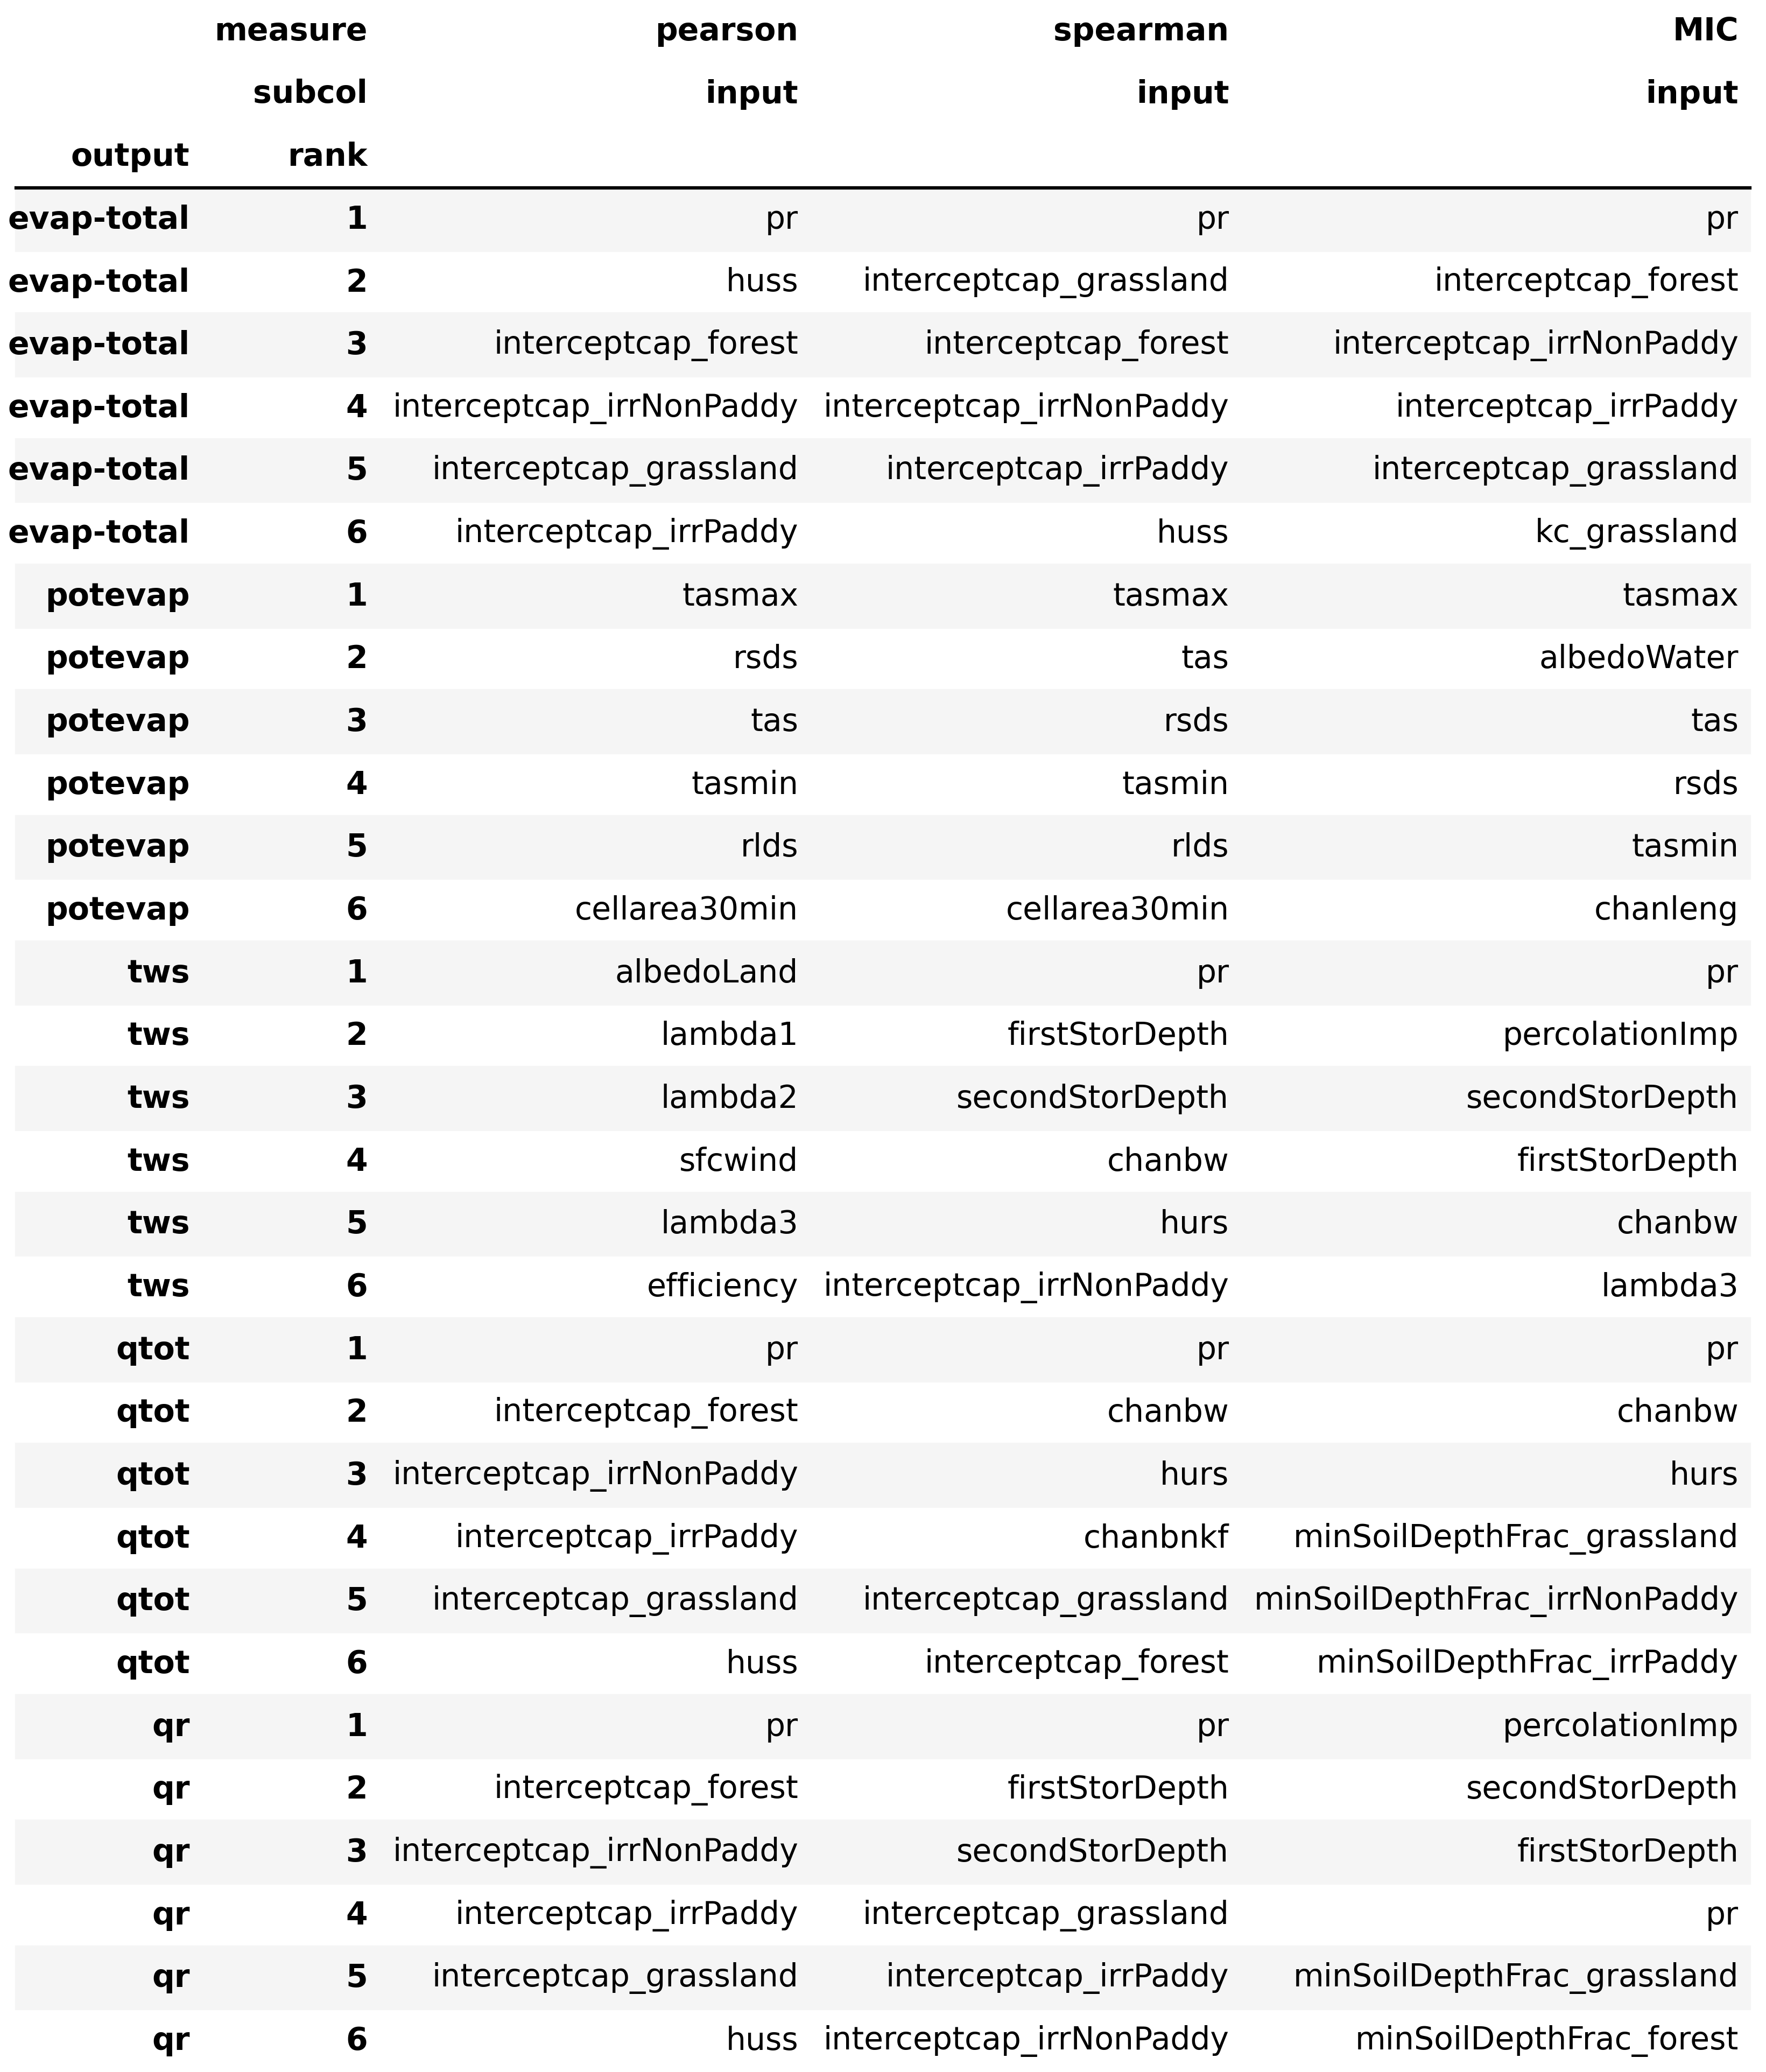 measure pearson spearman MIC
subcol input input input
output rank
evap-total 1 pr pr pr
evap-total 2 huss interceptcap_grassland interceptcap_forest
evap-total 3 interceptcap_forest interceptcap_forest interceptcap_irrNonPaddy
evap-total 4 interceptcap_irrNonPaddy interceptcap_irrNonPaddy interceptcap_irrPaddy
evap-total 5 interceptcap_grassland interceptcap_irrPaddy interceptcap_grassland
evap-total 6 interceptcap_irrPaddy huss kc_grassland
potevap 1 tasmax tasmax tasmax
potevap 2 rsds tas albedoWater
potevap 3 tas rsds tas
potevap 4 tasmin tasmin rsds
potevap 5 rlds rlds tasmin
potevap 6 cellarea30min cellarea30min chanleng
tws 1 albedoLand pr pr
tws 2 lambda1 firstStorDepth percolationImp
tws 3 lambda2 secondStorDepth secondStorDepth
tws 4 sfcwind chanbw firstStorDepth
tws 5 lambda3 hurs chanbw
tws 6 efficiency interceptcap_irrNonPaddy lambda3
qtot 1 pr pr pr
qtot 2 interceptcap_forest chanbw chanbw
qtot 3 interceptcap_irrNonPaddy hurs hurs
qtot 4 interceptcap_irrPaddy chanbnkf minSoilDepthFrac_grassland
qtot 5 interceptcap_grassland interceptcap_grassland minSoilDepthFrac_irrNonPaddy
qtot 6 huss interceptcap_forest minSoilDepthFrac_irrPaddy
qr 1 pr pr percolationImp
qr 2 interceptcap_forest firstStorDepth secondStorDepth
qr 3 interceptcap_irrNonPaddy secondStorDepth firstStorDepth
qr 4 interceptcap_irrPaddy interceptcap_grassland pr
qr 5 interceptcap_grassland interceptcap_irrPaddy minSoilDepthFrac_grassland
qr 6 huss interceptcap_irrNonPaddy minSoilDepthFrac_forest